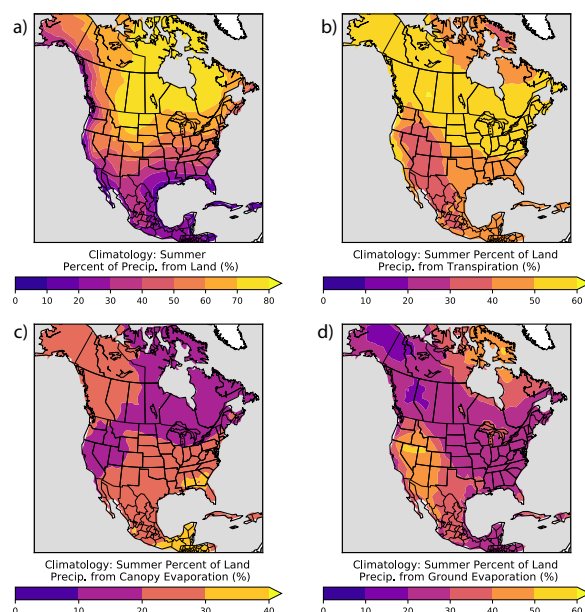 a)
b)
Climatology: Summer
Percent of Precip. from Land (%)
0 10 20 30 40 50 60 70 80
Climatology: Summer Percent of Land
Precip. from Transpiration (%)
0 10 20 30 40 50 60
c)
d)
Climatology: Summer Percent of Land
Precip. from Canopy Evaporation (%)
0 10 20 30 40
Climatology: Summer Percent of Land
Precip. from Ground Evaporation (%)
0 10 20 30 40 50 60